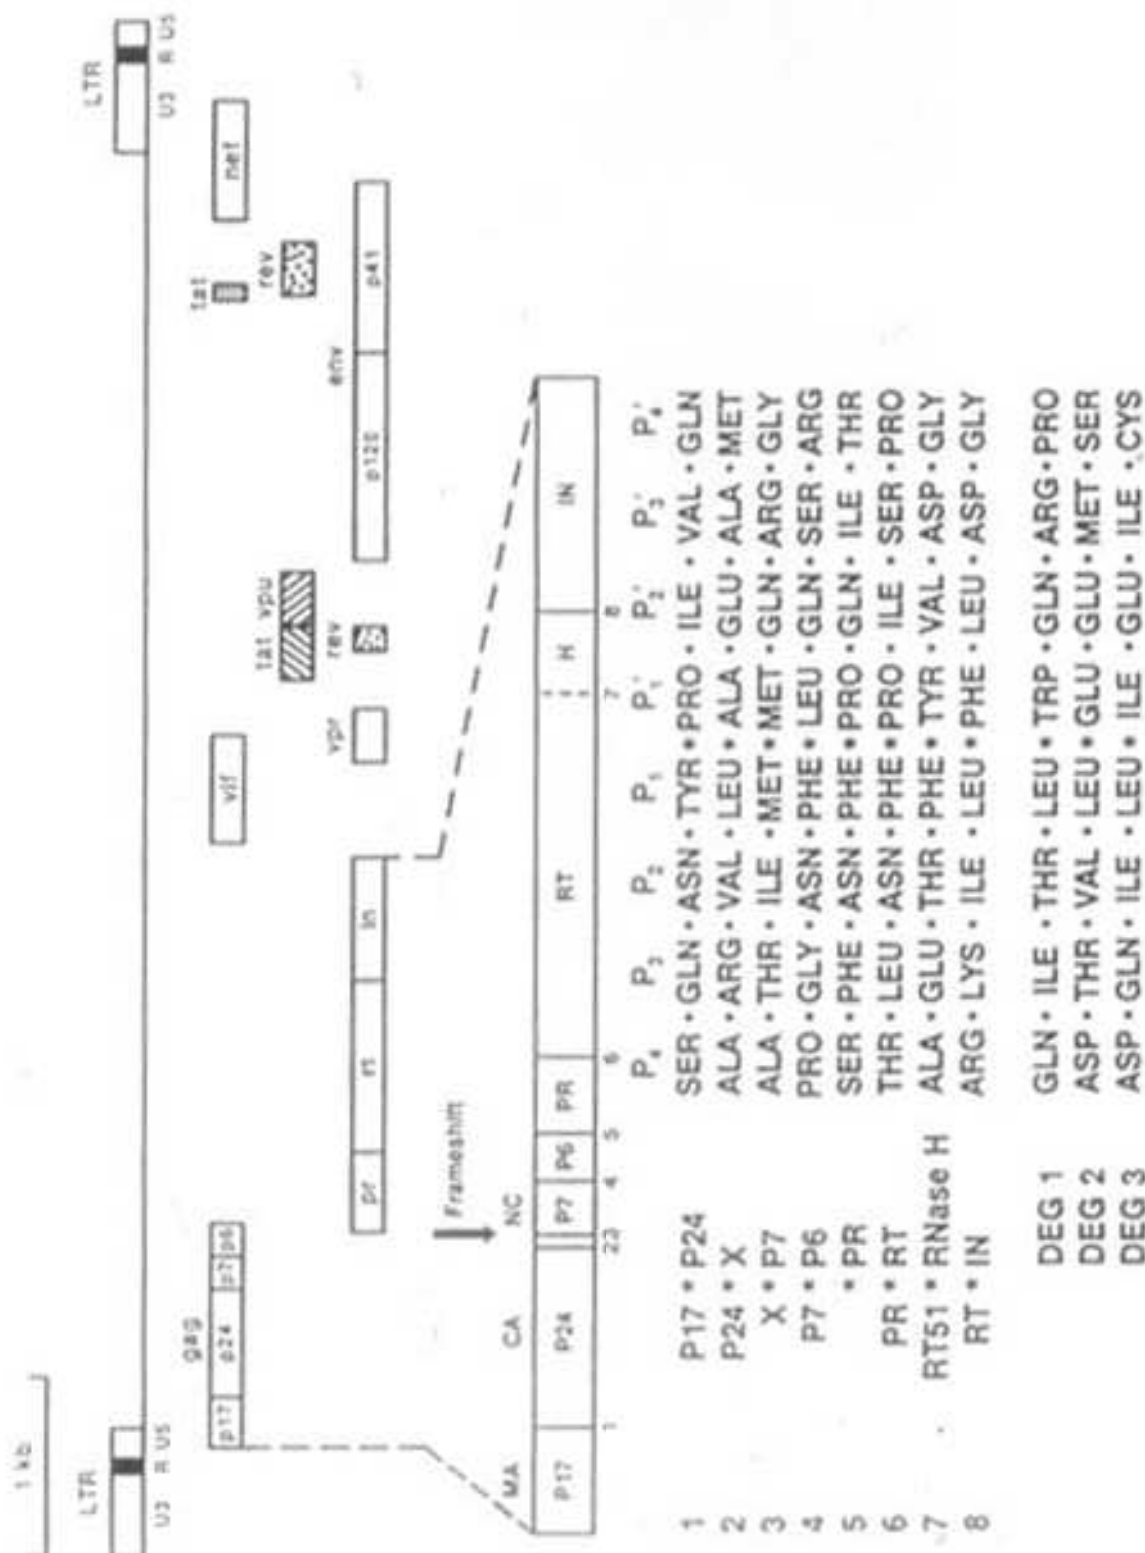 1 kb
LTR LTR
U3 R U5 U3 R U5
gag vif tat nef
p17 p24 p7 p6
tat vpu rev
rev
pr rt in vpr env
p120 p41
Frameshift
MA CA NC
P17 P24 P7 P6 PR RT H IN
1 2 3 4 5 6 7 8
P4 P3 P2 P1 P1' P2' P3' P4'
1 P17 * P24 SER • GLN • ASN • TYR * PRO • ILE • VAL • GLN
2 P24 * X ALA • ARG • VAL • LEU * ALA • GLU • ALA • MET
3 X * P7 ALA • THR • ILE • MET * MET • GLN • ARG • GLY
4 P7 * P6 PRO • GLY • ASN • PHE * LEU • GLN • SER • ARG
5 * PR SER • PHE • ASN • PHE * PRO • GLN • ILE • THR
6 PR * RT THR • LEU • ASN • PHE * PRO • ILE • SER • PRO
7 RT51 * RNase H ALA • GLU • THR • PHE * TYR • VAL • ASP • GLY
8 RT * IN ARG • LYS • ILE • LEU * PHE • LEU • ASP • GLY
DEG 1 GLN • ILE • THR • LEU * TRP • GLN • ARG • PRO
DEG 2 ASP • THR • VAL • LEU * GLU • GLU • MET • SER
DEG 3 ASP • GLN • ILE • LEU * ILE • GLU • ILE • CYS